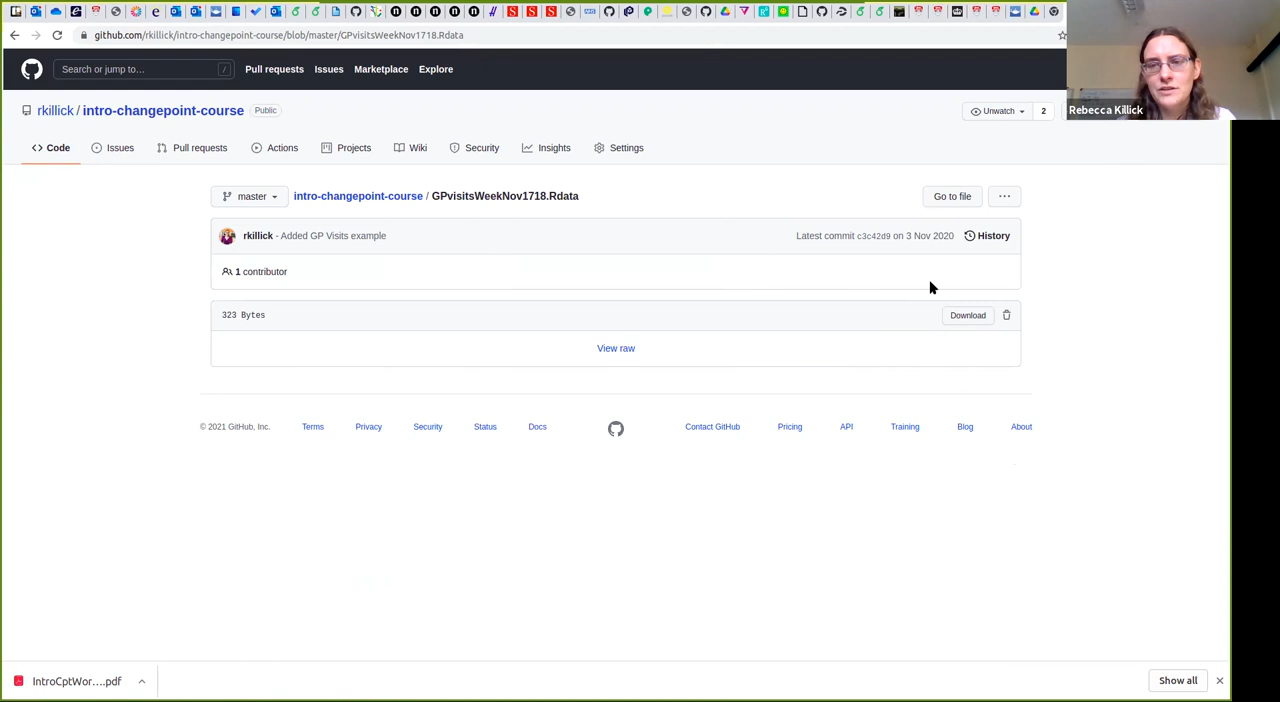 github.com/rkillick/intro-changepoint-course/blob/master/GPvisitsWeekNov1718.Rdata
Search or jump to…
/
Pull requests
Issues
Marketplace
Explore
Rebecca Killick
rkillick / intro-changepoint-course
Public
Unwatch
2
Code
Issues
Pull requests
Actions
Projects
Wiki
Security
Insights
Settings
master
intro-changepoint-course / GPvisitsWeekNov1718.Rdata
Go to file
rkillick - Added GP Visits example
Latest commit c3c42d9 on 3 Nov 2020
History
1 contributor
323 Bytes
Download
View raw
© 2021 GitHub, Inc.
Terms
Privacy
Security
Status
Docs
Contact GitHub
Pricing
API
Training
Blog
About
IntroCptWor….pdf
Show all